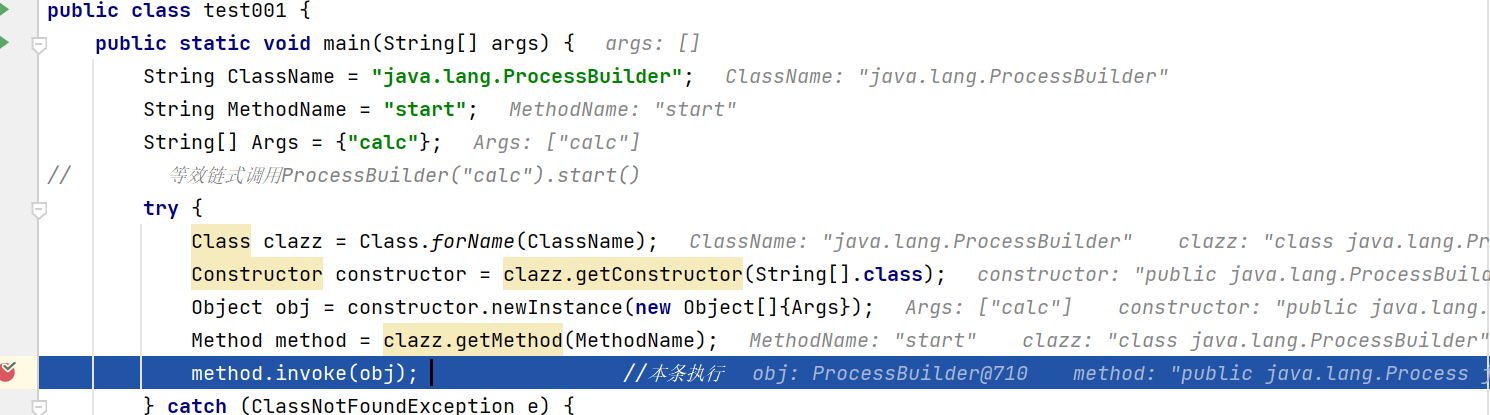 public class test001 {
public static void main(String[] args) { args: []
String ClassName = "java.lang.ProcessBuilder"; ClassName: "java.lang.ProcessBuilder"
String MethodName = "start"; MethodName: "start"
String[] Args = {"calc"}; Args: ["calc"]
// 等效链式调用ProcessBuilder("calc").start()
try {
Class clazz = Class.forName(ClassName); ClassName: "java.lang.ProcessBuilder" clazz: "class java.lang.Pr
Constructor constructor = clazz.getConstructor(String[].class); constructor: "public java.lang.ProcessBuild
Object obj = constructor.newInstance(new Object[]{Args}); Args: ["calc"] constructor: "public java.lang.
Method method = clazz.getMethod(MethodName); MethodName: "start" clazz: "class java.lang.ProcessBuilder"
method.invoke(obj); //本条执行 obj: ProcessBuilder@710 method: "public java.lang.Process j
} catch (ClassNotFoundException e) {